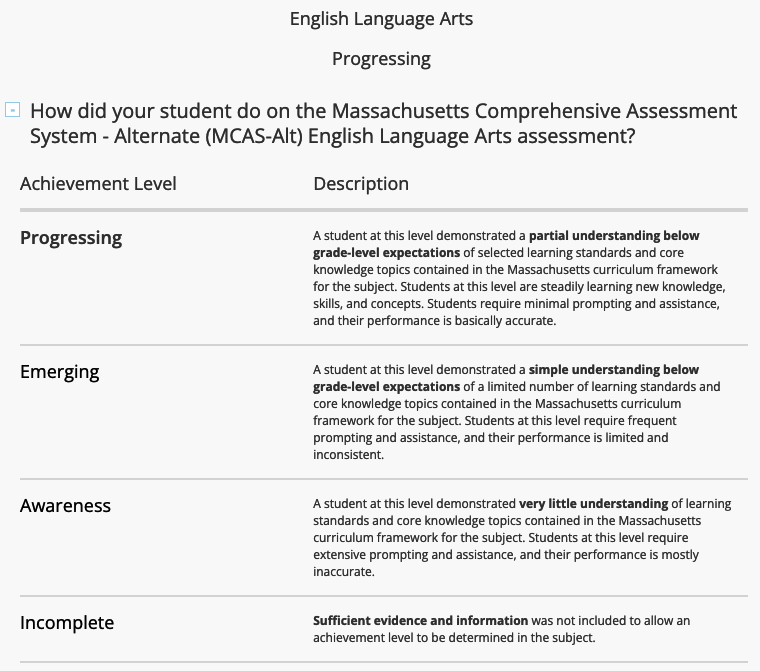 English Language Arts
Progressing
- How did your student do on the Massachusetts Comprehensive Assessment
System - Alternate (MCAS-Alt) English Language Arts assessment?
Achievement Level Description
Progressing
A student at this level demonstrated a partial understanding below
grade-level expectations of selected learning standards and core
knowledge topics contained in the Massachusetts curriculum framework
for the subject. Students at this level are steadily learning new knowledge,
skills, and concepts. Students require minimal prompting and assistance,
and their performance is basically accurate.
Emerging
A student at this level demonstrated a simple understanding below
grade-level expectations of a limited number of learning standards and
core knowledge topics contained in the Massachusetts curriculum
framework for the subject. Students at this level require frequent
prompting and assistance, and their performance is limited and
inconsistent.
Awareness
A student at this level demonstrated very little understanding of learning
standards and core knowledge topics contained in the Massachusetts
curriculum framework for the subject. Students at this level require
extensive prompting and assistance, and their performance is mostly
inaccurate.
Incomplete
Sufficient evidence and information was not included to allow an
achievement level to be determined in the subject.